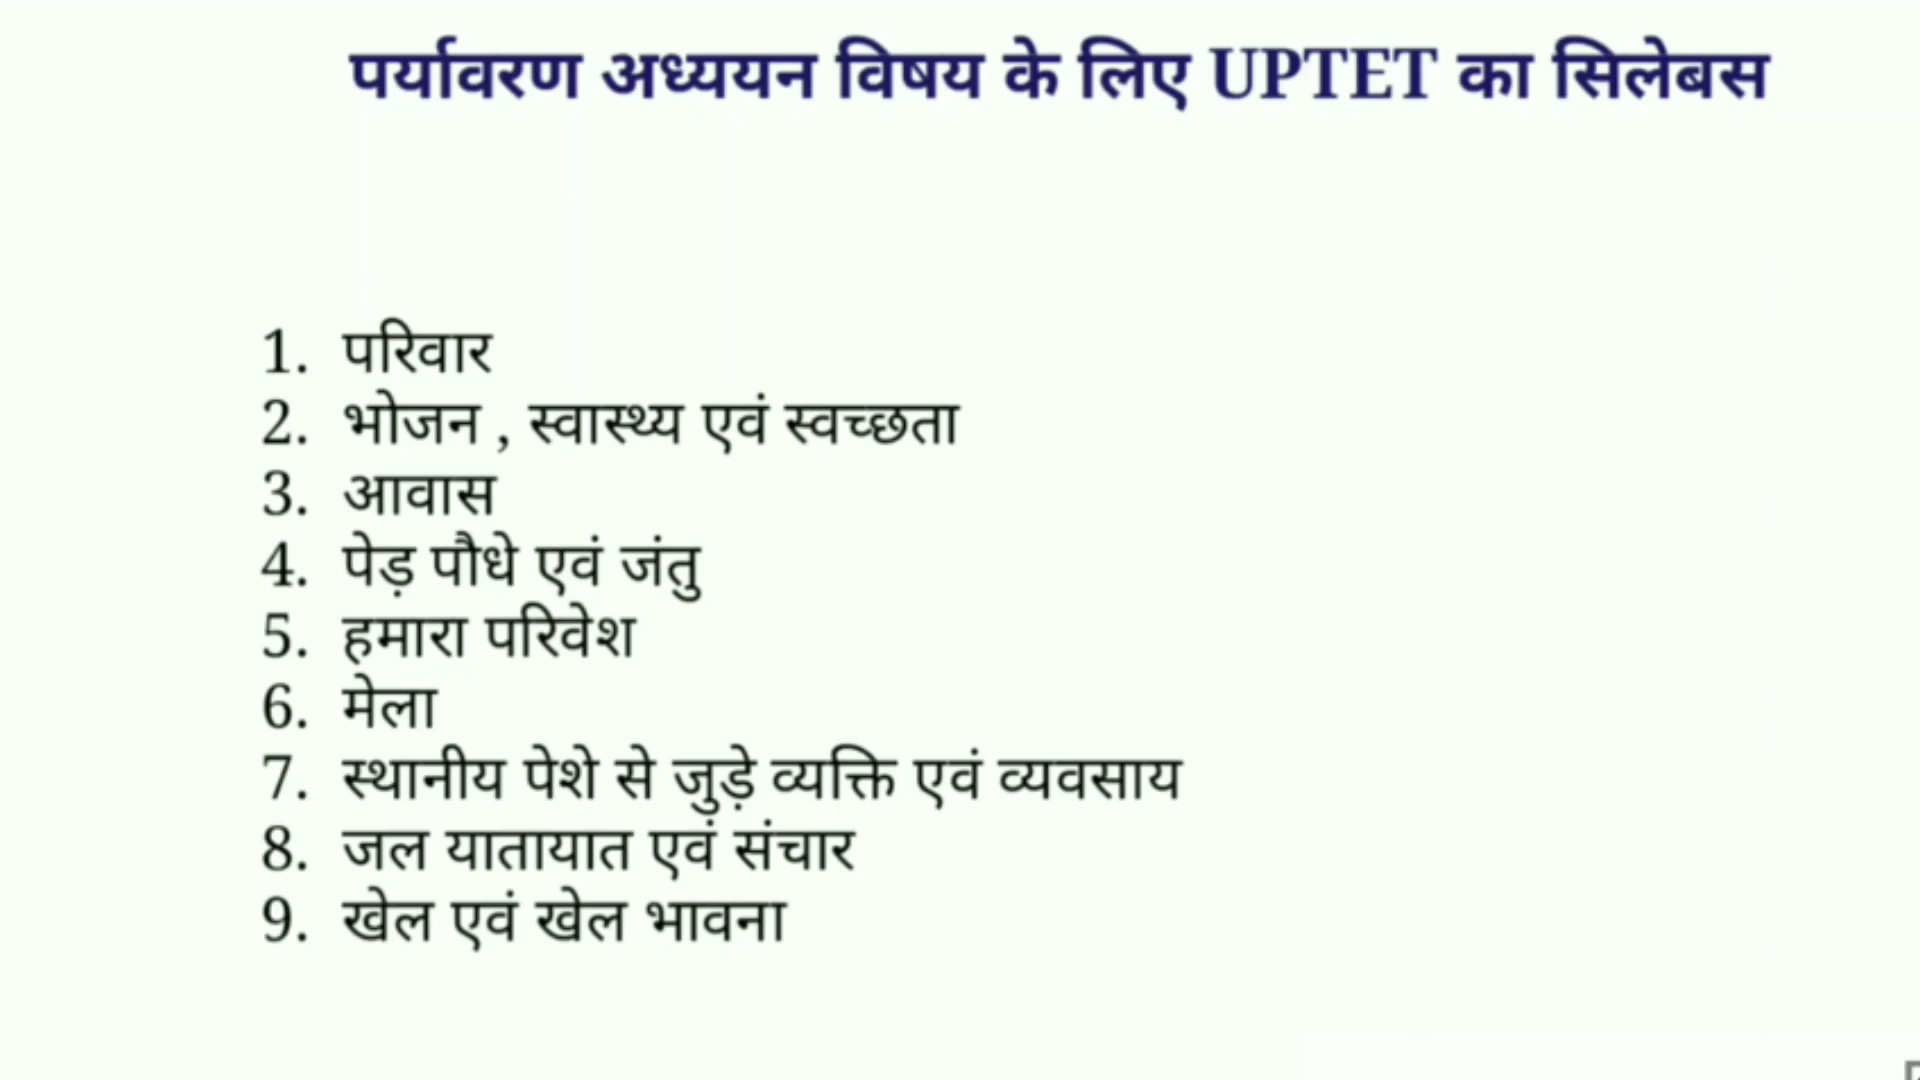 पर्यावरण अध्ययन विषय के लिए UPTET का सिलेबस
1. परिवार
2. भोजन , स्वास्थ्य एवं स्वच्छता
3. आवास
4. पेड़ पौधे एवं जंतु
5. हमारा परिवेश
6. मेला
7. स्थानीय पेशे से जुड़े व्यक्ति एवं व्यवसाय
8. जल यातायात एवं संचार
9. खेल एवं खेल भावना